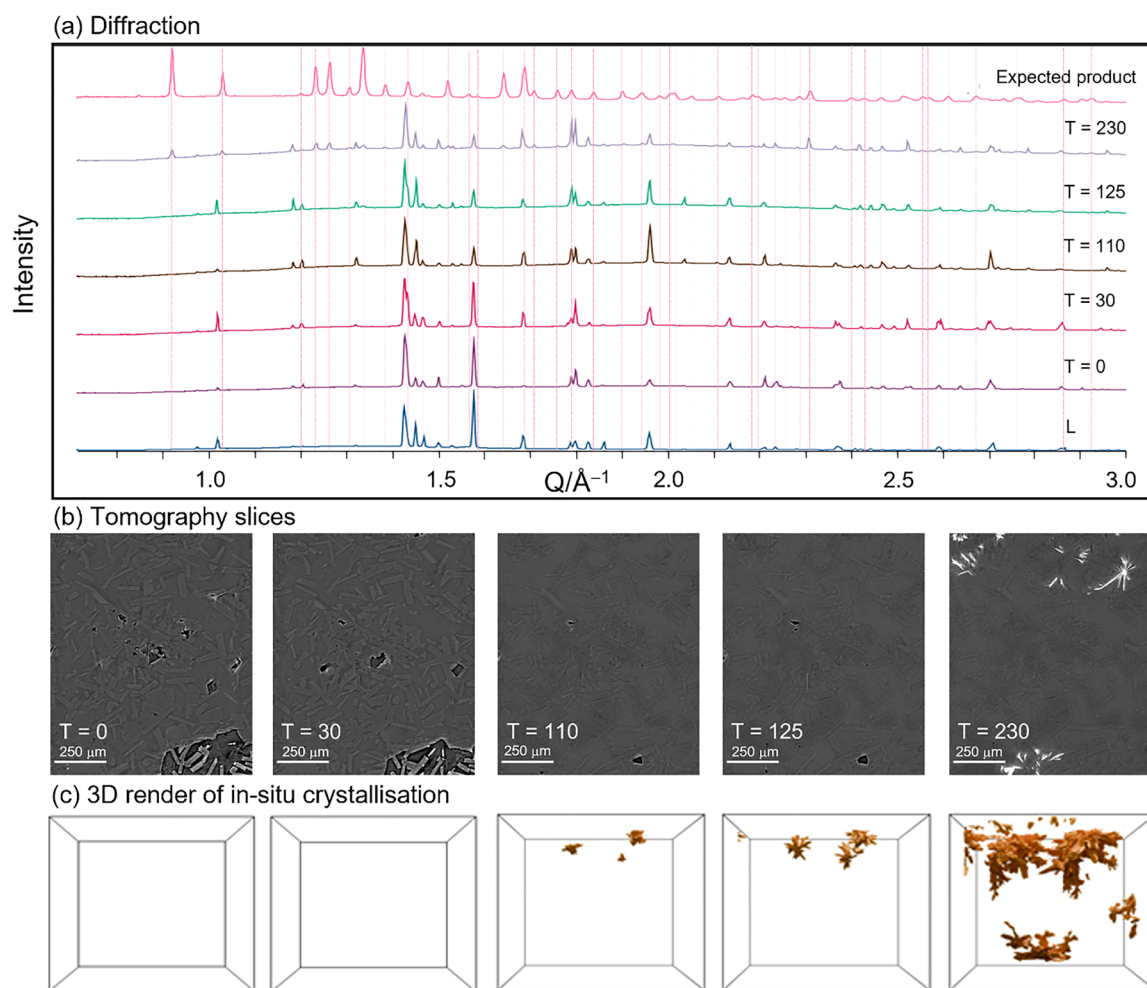 (a) Diffraction
Expected product
T = 230
T = 125
T = 110
T = 30
T = 0
L
Intensity
1.0 1.5 2.0 2.5 3.0
Q/Å⁻¹
(b) Tomography slices
T = 0 T = 30 T = 110 T = 125 T = 230
250 µm 250 µm 250 µm 250 µm 250 µm
(c) 3D render of in-situ crystallisation